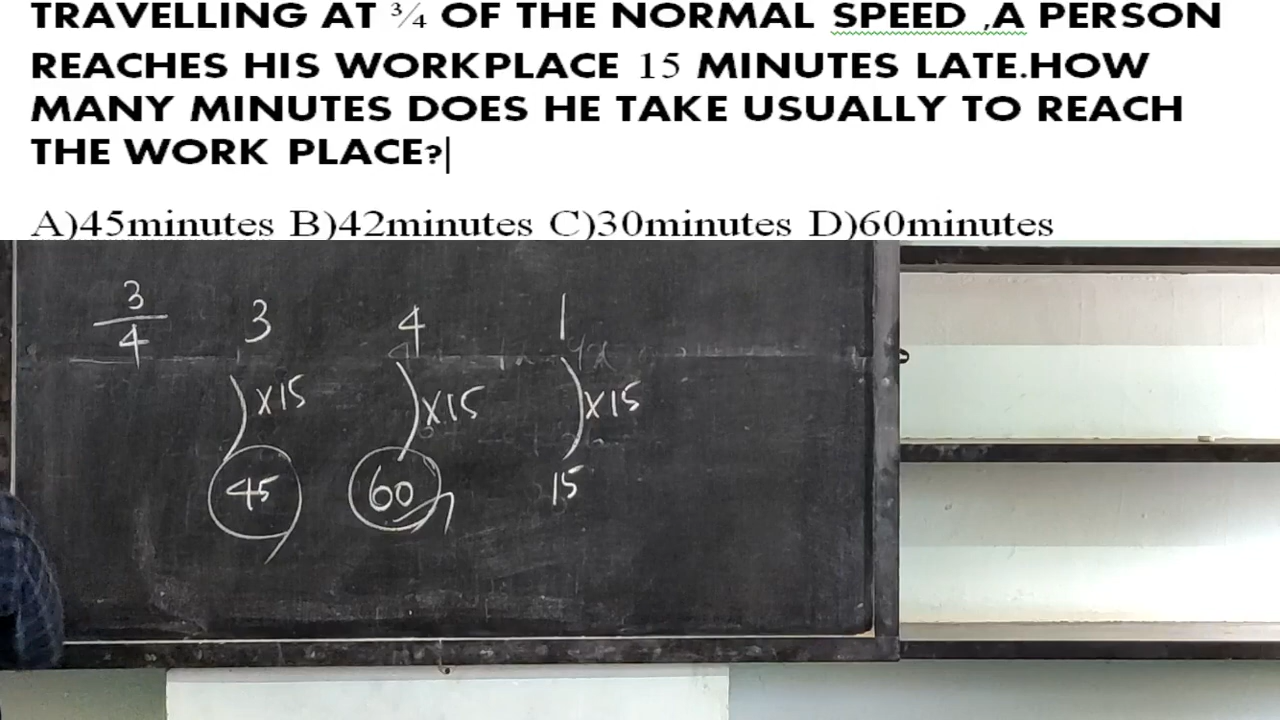 TRAVELLING AT ¾ OF THE NORMAL SPEED ,A PERSON
REACHES HIS WORKPLACE 15 MINUTES LATE.HOW
MANY MINUTES DOES HE TAKE USUALLY TO REACH
THE WORK PLACE?
A)45minutes B)42minutes C)30minutes D)60minutes
3/4 3 4 1
x15 x15 x15
45 60 15